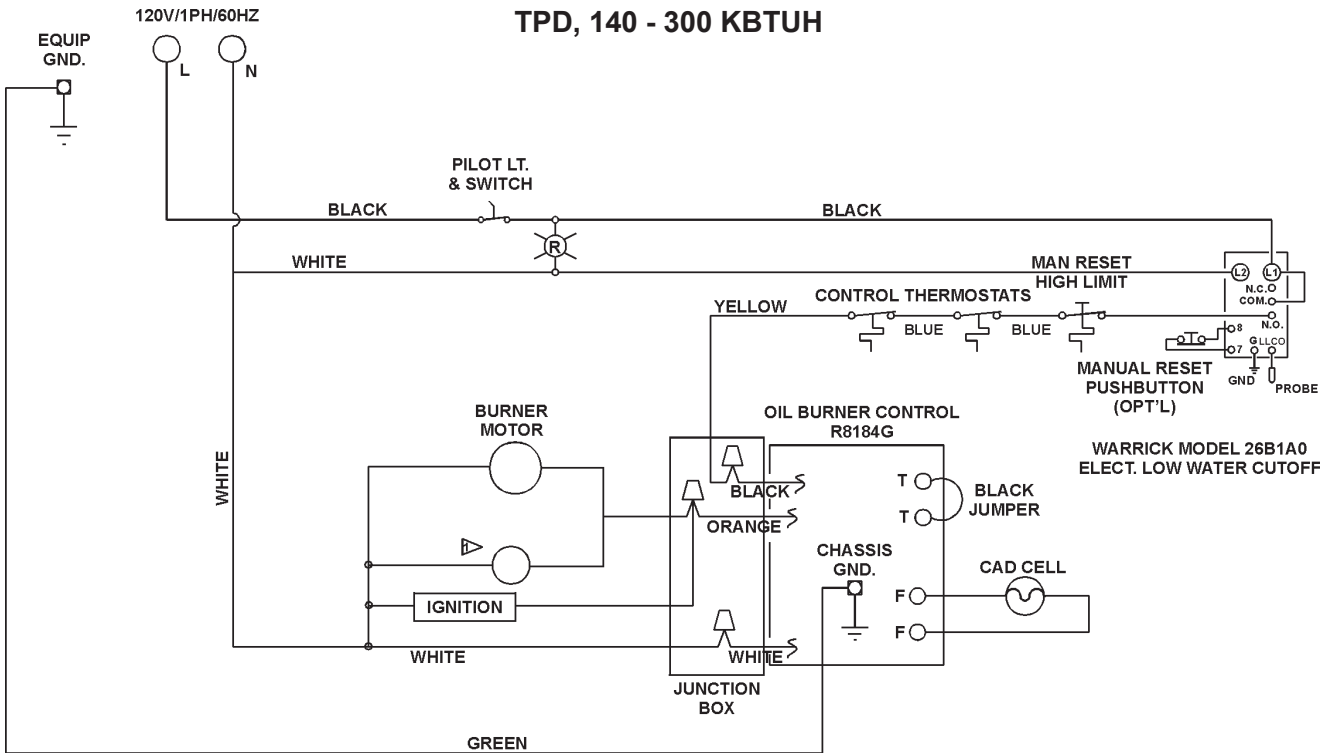 TPD, 140 - 300 KBTUH
120V/1PH/60HZ
EQUIP
GND.
L
N
PILOT LT.
& SWITCH
BLACK
BLACK
R
WHITE
MAN RESET
HIGH LIMIT
L2
L1
N.C.
COM.
N.O.
CONTROL THERMOSTATS
YELLOW
BLUE
BLUE
8
7
G
LLCO
GND
PROBE
MANUAL RESET
PUSHBUTTON
(OPT'L)
WARRICK MODEL 26B1A0
ELECT. LOW WATER CUTOFF
BURNER
MOTOR
OIL BURNER CONTROL
R8184G
WHITE
BLACK
ORANGE
T
T
BLACK
JUMPER
1
CHASSIS
GND.
CAD CELL
F
F
IGNITION
WHITE
WHITE
JUNCTION
BOX
GREEN